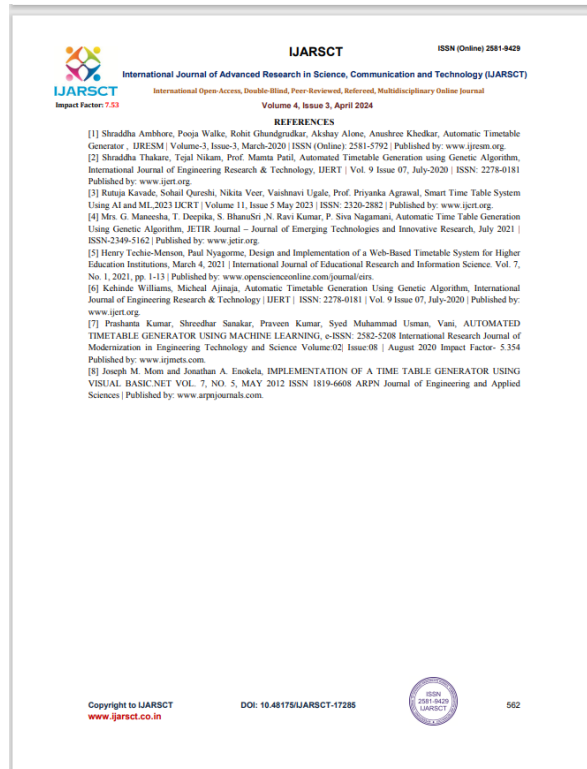 IJARSCT
ISSN (Online) 2581-9429
International Journal of Advanced Research in Science, Communication and Technology (IJARSCT)
IJARSCT
International Open-Access, Double-Blind, Peer-Reviewed, Refereed, Multidisciplinary Online Journal
Impact Factor: 7.53
Volume 4, Issue 3, April 2024
REFERENCES
[1] Shraddha Ambhore, Pooja Walke, Rohit Ghundgrudkar, Akshay Alone, Anushree Khedkar, Automatic Timetable
Generator , IJRESM | Volume-3, Issue-3, March-2020 | ISSN (Online): 2581-5792 | Published by: www.ijresm.org.
[2] Shraddha Thakare, Tejal Nikam, Prof. Mamta Patil, Automated Timetable Generation using Genetic Algorithm,
International Journal of Engineering Research & Technology, IJERT | Vol. 9 Issue 07, July-2020 | ISSN: 2278-0181
Published by: www.ijert.org.
[3] Rutuja Kavade, Sohail Qureshi, Nikita Veer, Vaishnavi Ugale, Prof. Priyanka Agrawal, Smart Time Table System
Using AI and ML,2023 IJCRT | Volume 11, Issue 5 May 2023 | ISSN: 2320-2882 | Published by: www.ijcrt.org.
[4] Mrs. G. Maneesha, T. Deepika, S. BhanuSri ,N. Ravi Kumar, P. Siva Nagamani, Automatic Time Table Generation
Using Genetic Algorithm, JETIR Journal – Journal of Emerging Technologies and Innovative Research, July 2021 |
ISSN-2349-5162 | Published by: www.jetir.org.
[5] Henry Techie-Menson, Paul Nyagorme, Design and Implementation of a Web-Based Timetable System for Higher
Education Institutions, March 4, 2021 | International Journal of Educational Research and Information Science. Vol. 7,
No. 1, 2021, pp. 1-13 | Published by: www.openscienceonline.com/journal/eirs.
[6] Kehinde Williams, Micheal Ajinaja, Automatic Timetable Generation Using Genetic Algorithm, International
Journal of Engineering Research & Technology | IJERT | ISSN: 2278-0181 | Vol. 9 Issue 07, July-2020 | Published by:
www.ijert.org.
[7] Prashanta Kumar, Shreedhar Sanakar, Praveen Kumar, Syed Muhammad Usman, Vani, AUTOMATED
TIMETABLE GENERATOR USING MACHINE LEARNING, e-ISSN: 2582-5208 International Research Journal of
Modernization in Engineering Technology and Science Volume:02| Issue:08 | August 2020 Impact Factor- 5.354
Published by: www.irjmets.com.
[8] Joseph M. Mom and Jonathan A. Enokela, IMPLEMENTATION OF A TIME TABLE GENERATOR USING
VISUAL BASIC.NET VOL. 7, NO. 5, MAY 2012 ISSN 1819-6608 ARPN Journal of Engineering and Applied
Sciences | Published by: www.arpnjournals.com.
Copyright to IJARSCT
DOI: 10.48175/IJARSCT-17285
ISSN
2581-9429
IJARSCT
562
www.ijarsct.co.in